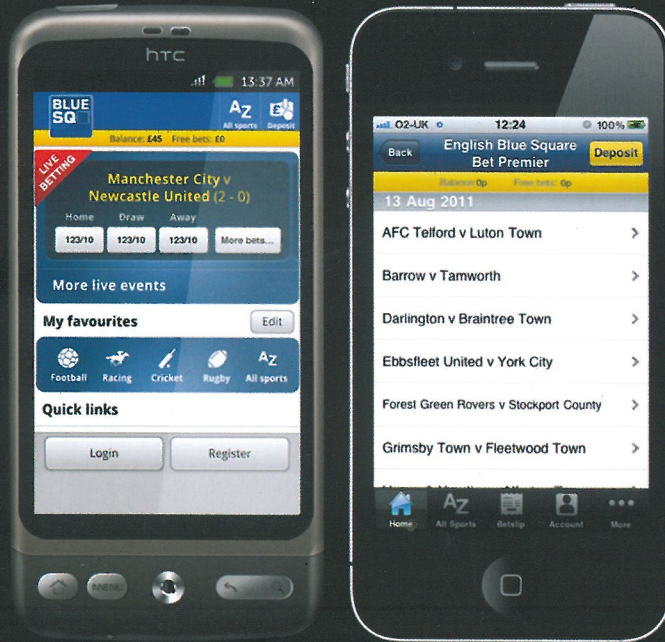 hTC
13:37 AM
BLUE
SQ
AZ
All sports
Deposit
Balance: £45 Free bets: £0
LIVE
BETTING
Manchester City v
Newcastle United (2 - 0)
Home Draw Away
123/10 123/10 123/10 More bets...
More live events
My favourites Edit
Football Racing Cricket Rugby All sports
AZ
Quick links
Login Register
MENU
O2-UK 12:24 100%
Back English Blue Square
Bet Premier Deposit
Balance: 0p Free bets: 0p
13 Aug 2011
AFC Telford v Luton Town
Barrow v Tamworth
Darlington v Braintree Town
Ebbsfleet United v York City
Forest Green Rovers v Stockport County
Grimsby Town v Fleetwood Town
AZ
Home All Sports Betslip Account More